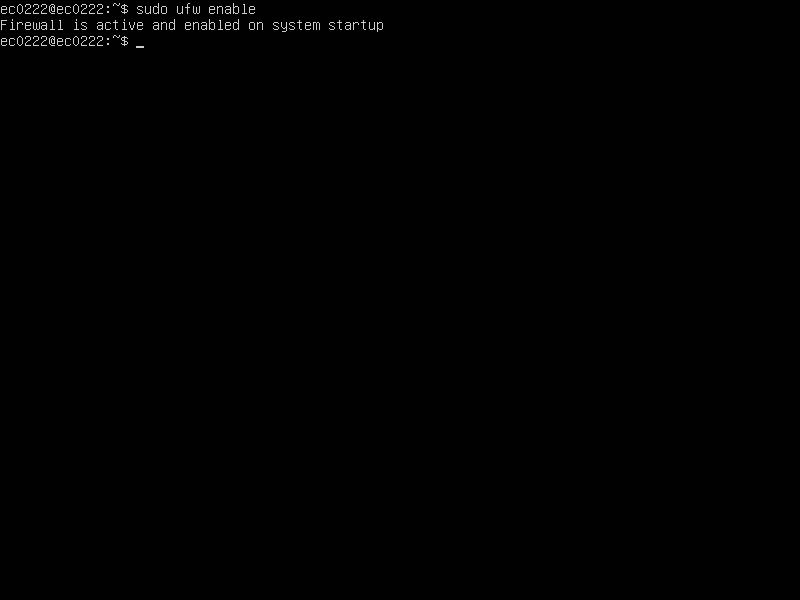 ec0222@ec0222:~$ sudo ufw enable
Firewall is active and enabled on system startup
ec0222@ec0222:~$ _